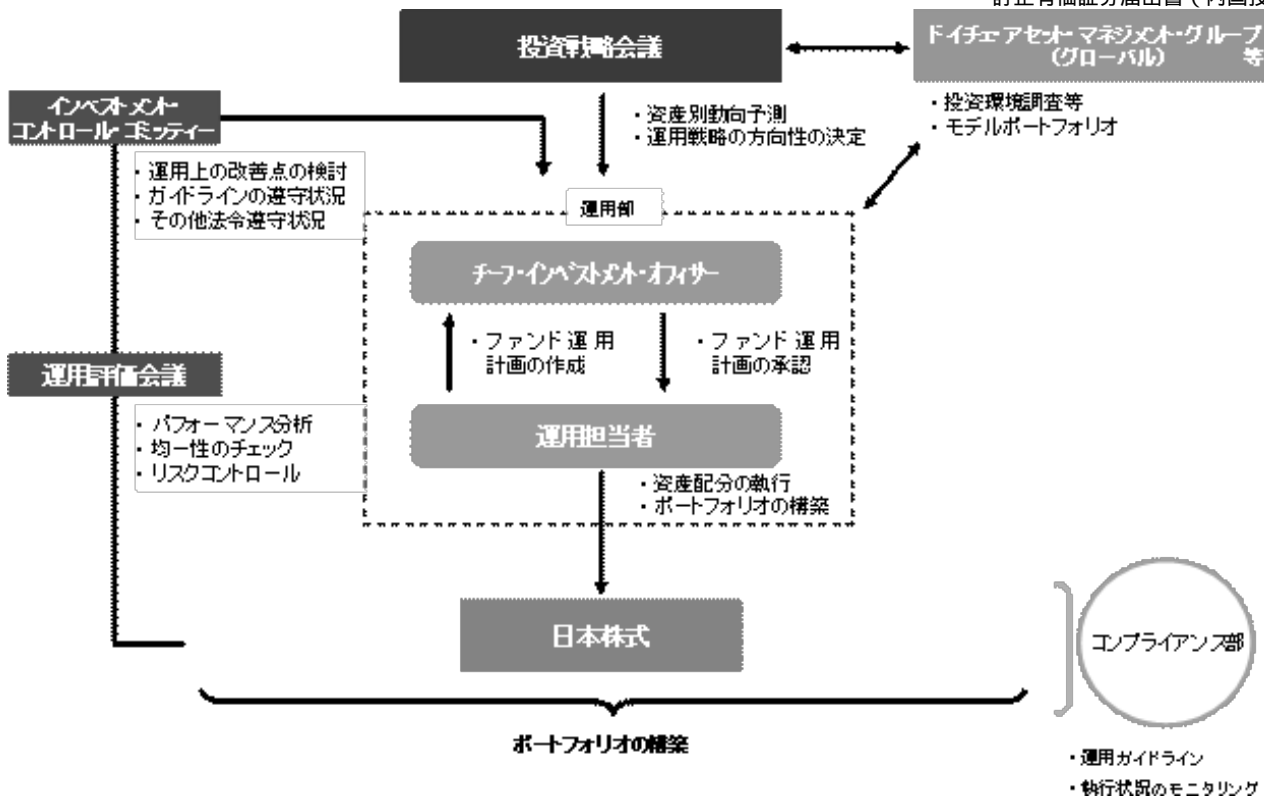 投資戦略会議
ドイチェ・アセット・マネジメント・グループ
(グローバル) 等
・投資環境調査等
・モデルポートフォリオ
インベストメント・
コントロール・コミッティー
・資産別動向予測
・運用戦略の方向性の決定
・運用上の改善点の検討
・ガイドラインの遵守状況
・その他法令遵守状況
運用部
チーフ・インベストメント・オフィサー
・ファンド運用
計画の作成
・ファンド運用
計画の承認
運用評価会議
・パフォーマンス分析
・均一性のチェック
・リスクコントロール
運用担当者
・資産配分の執行
・ポートフォリオの構築
日本株式
コンプライアンス部
ポートフォリオの構築
・運用ガイドライン
・執行状況のモニタリング